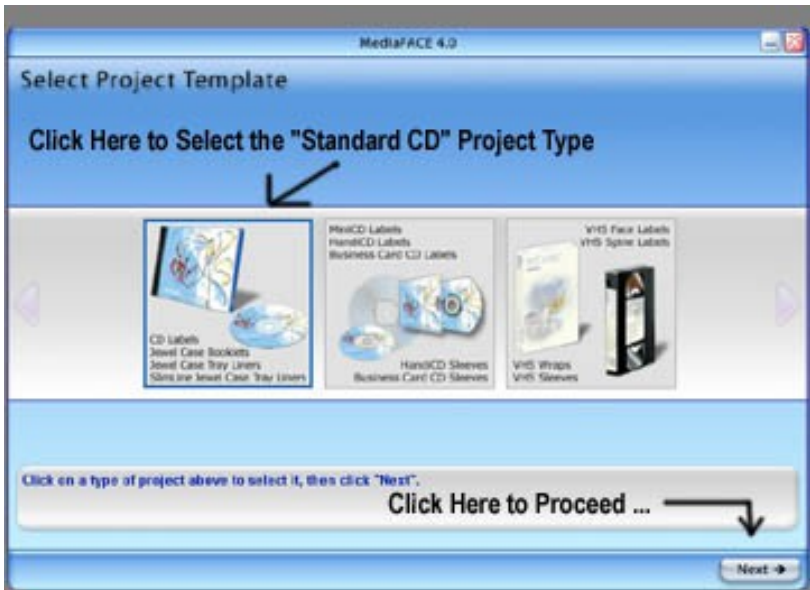 MediaFACE 4.0
Select Project Template
Click Here to Select the "Standard CD" Project Type
MiniCD Labels
HandiCD Labels
Business Card CD Labels
VHS Face Labels
VHS Spine Labels
CD Labels
Jewel Case Booklets
Jewel Case Tray Liners
SlimLine Jewel Case Tray Liners
HandiCD Sleeves
Business Card CD Sleeves
VHS Wraps
VHS Sleeves
Click on a type of project above to select it, then click "Next".
Click Here to Proceed ...
Next